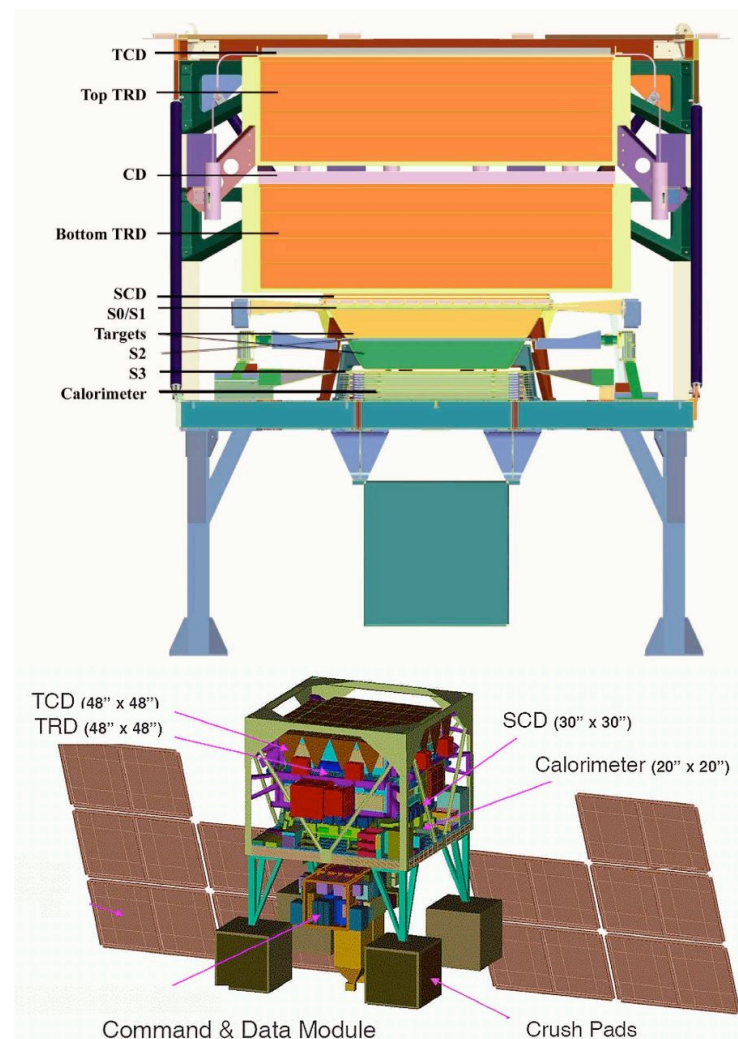 TCD
Top TRD
CD
Bottom TRD
SCD
S0/S1
Targets
S2
S3
Calorimeter
TCD (48" x 48")
TRD (48" x 48")
SCD (30" x 30")
Calorimeter (20" x 20")
Command & Data Module
Crush Pads